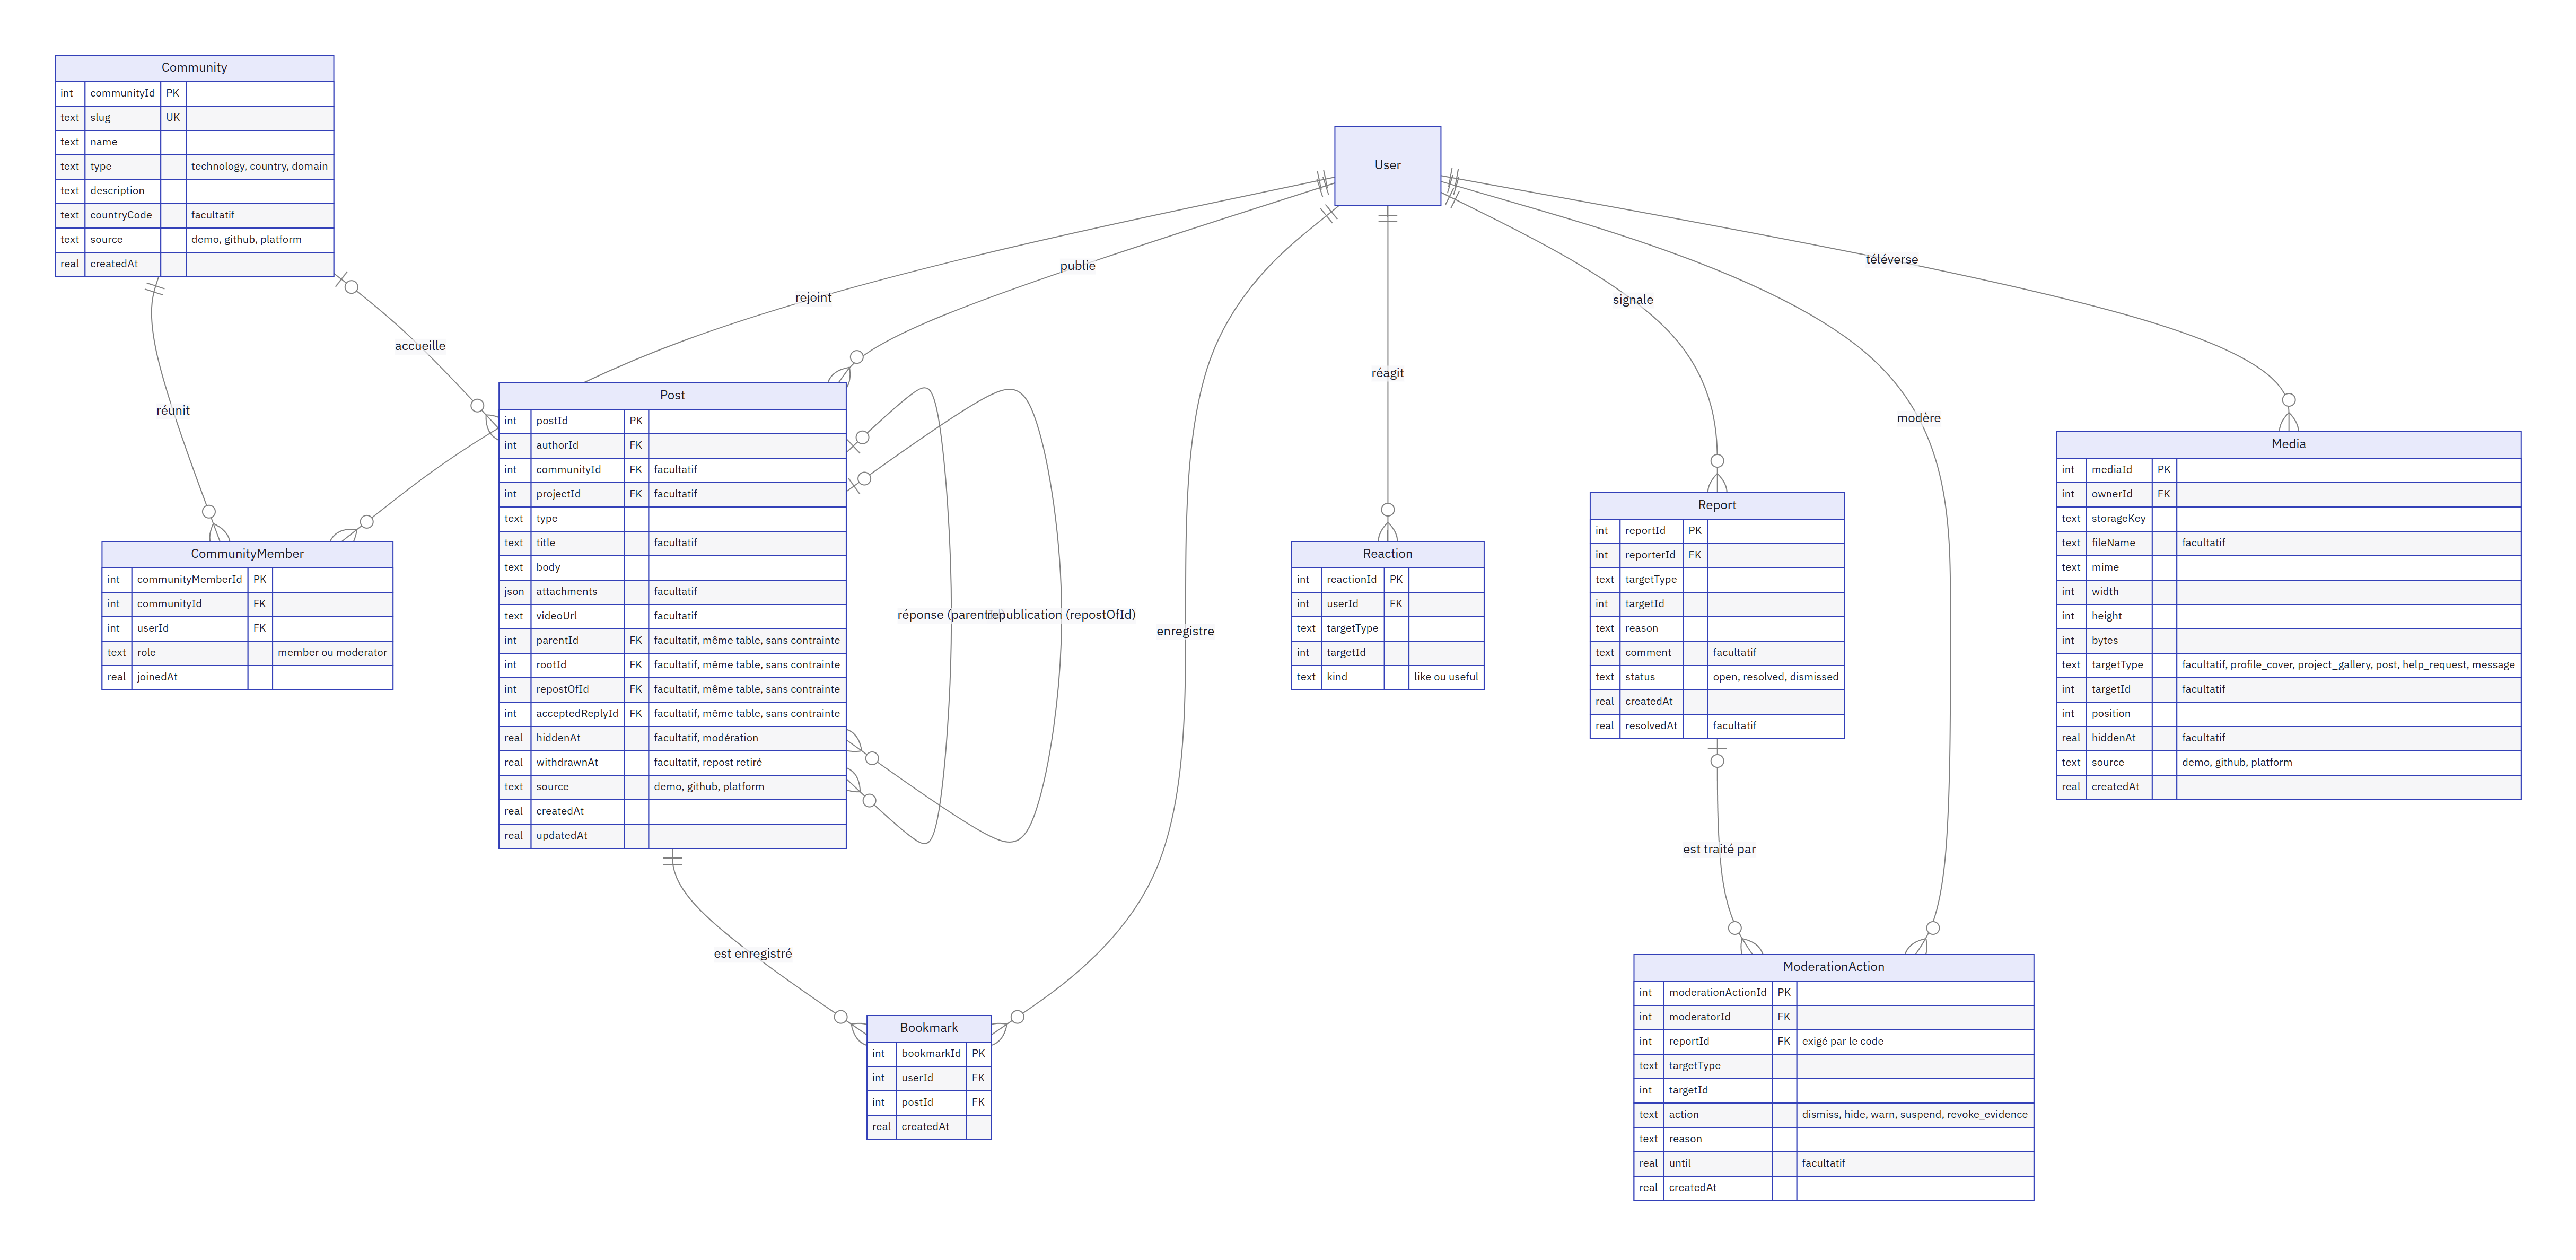 Community
int communityId PK
text slug UK
text name
text type technology, country, domain
text description
text countryCode facultatif
text source demo, github, platform
real createdAt
User
rejoint
publie
enregistre
réagit
signale
modère
téléverse
réunit
accueille
CommunityMember
int communityMemberId PK
int communityId FK
int userId FK
text role member ou moderator
real joinedAt
Post
int postId PK
int authorId FK
int communityId FK facultatif
int projectId FK facultatif
text type
text title facultatif
text body
json attachments facultatif
text videoUrl facultatif
int parentId FK facultatif, même table, sans contrainte
int rootId FK facultatif, même table, sans contrainte
int repostOfId FK facultatif, même table, sans contrainte
int acceptedReplyId FK facultatif, même table, sans contrainte
real hiddenAt facultatif, modération
real withdrawnAt facultatif, repost retiré
text source demo, github, platform
real createdAt
real updatedAt
réponse
(repostOfId)
est enregistré
Bookmark
int bookmarkId PK
int userId FK
int postId FK
real createdAt
Reaction
int reactionId PK
int userId FK
text targetType
int targetId
text kind like ou useful
Report
int reportId PK
int reporterId FK
text targetType
int targetId
text reason
text comment facultatif
text status open, resolved, dismissed
real createdAt
real resolvedAt facultatif
est traité par
ModerationAction
int moderationActionId PK
int moderatorId FK
int reportId FK exigé par le code
text targetType
int targetId
text action dismiss, hide, warn, suspend, revoke_evidence
text reason
real until facultatif
real createdAt
Media
int mediaId PK
int ownerId FK
text storageKey
text fileName facultatif
text mime
int width
int height
int bytes
text targetType facultatif, profile_cover, project_gallery, post, help_request, message
int targetId facultatif
int position
real hiddenAt facultatif
text source demo, github, platform
real createdAt